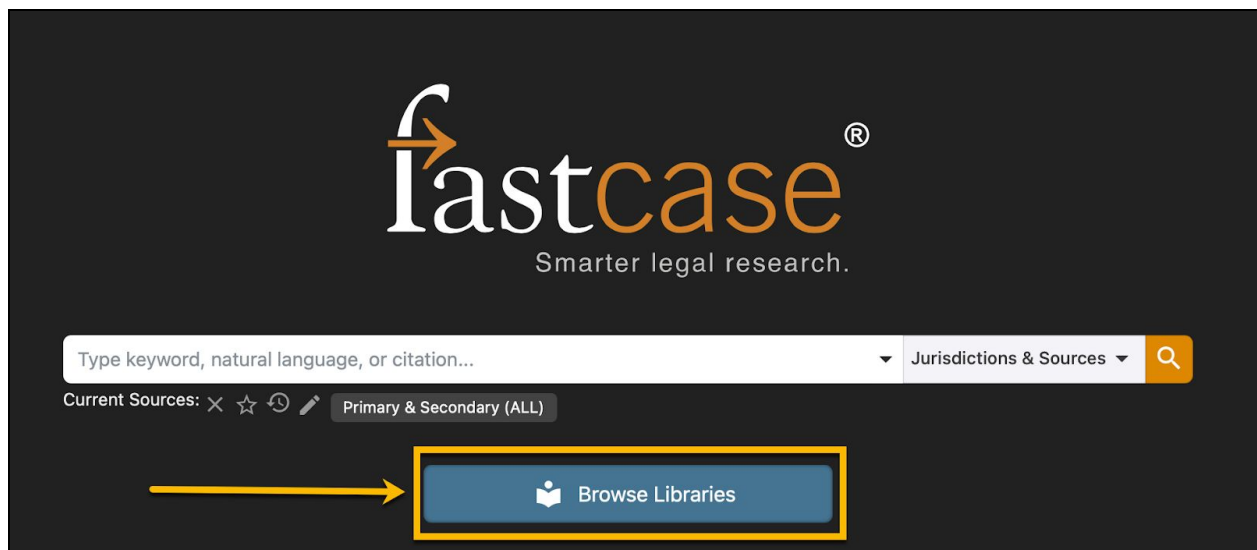 fastcase®
Smarter legal research.
Type keyword, natural language, or citation... Jurisdictions & Sources
Current Sources: Primary & Secondary (ALL)
Browse Libraries